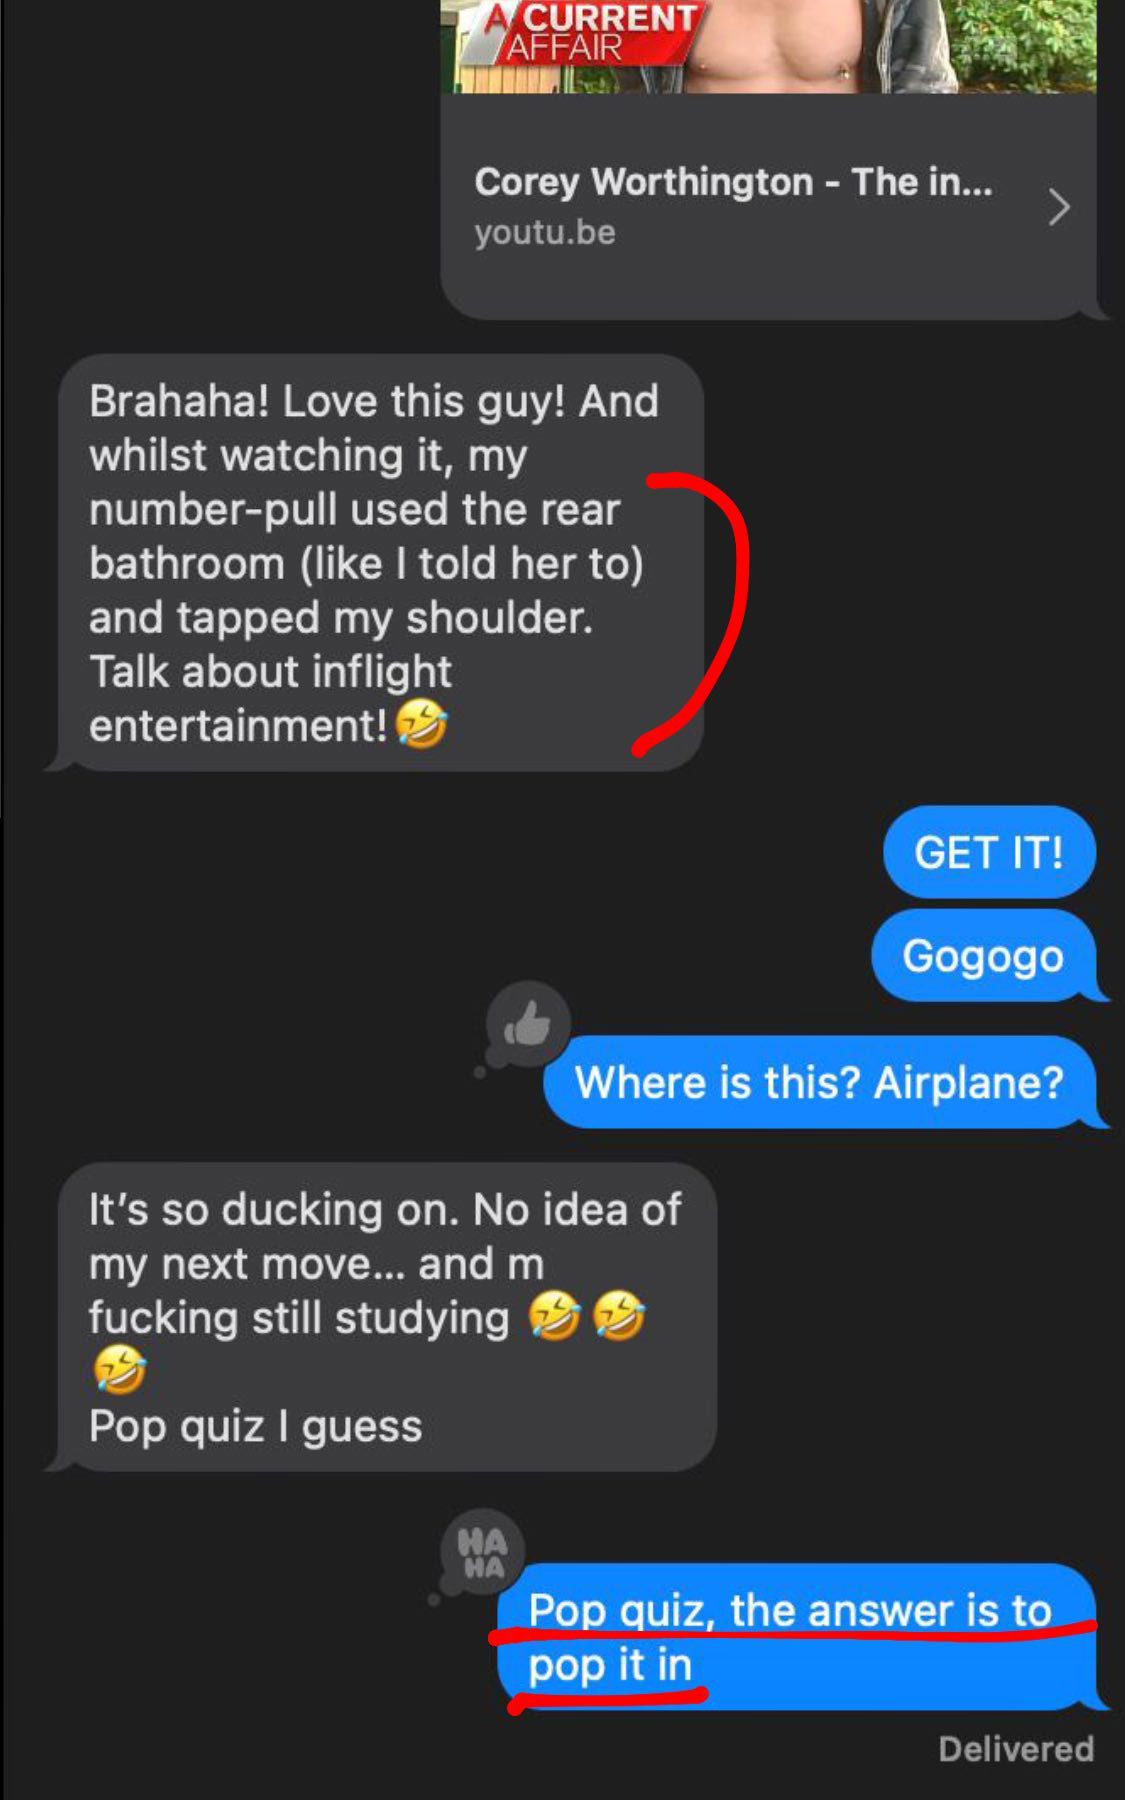 A CURRENT
AFFAIR
Corey Worthington - The in...
youtu.be
Brahaha! Love this guy! And
whilst watching it, my
number-pull used the rear
bathroom (like I told her to)
and tapped my shoulder.
Talk about inflight
entertainment!🤣
GET IT!
Gogogo
Where is this? Airplane?
It’s so ducking on. No idea of
my next move... and m
fucking still studying 🤣🤣
🤣
Pop quiz I guess
HA
HA
Pop quiz, the answer is to
pop it in
Delivered